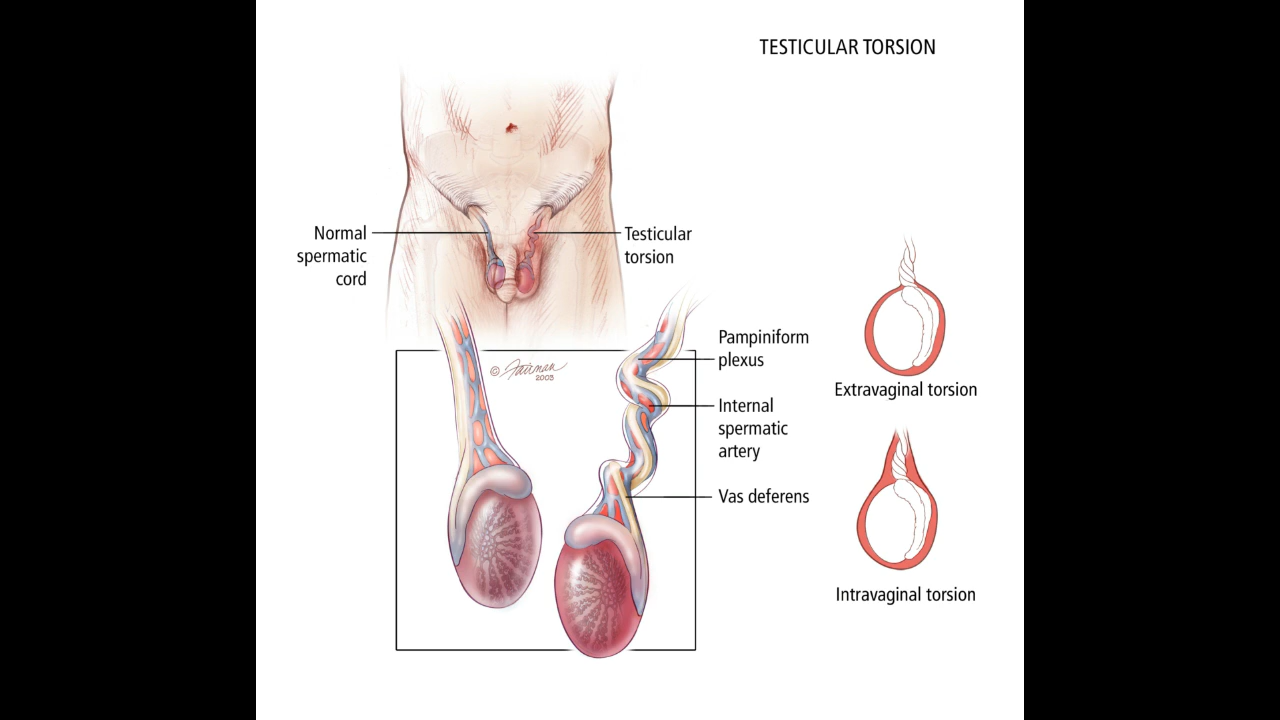 TESTICULAR TORSION
Normal
spermatic
cord
Testicular
torsion
Pampiniform
plexus
© Fairman
2003
Internal
spermatic
artery
Vas deferens
Extravaginal torsion
Intravaginal torsion